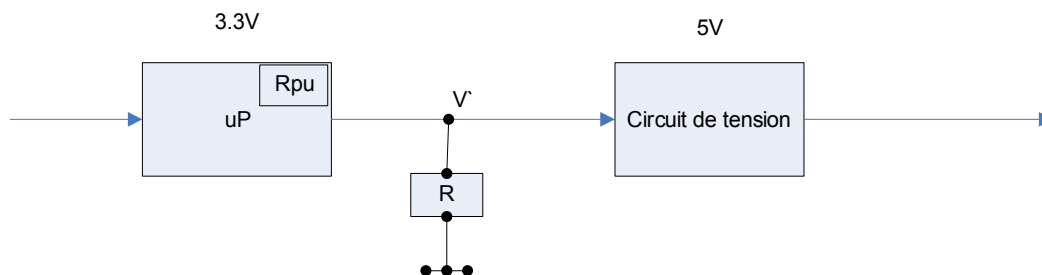 3.3V
5V
Rpu
uP
V`
Circuit de tension
R